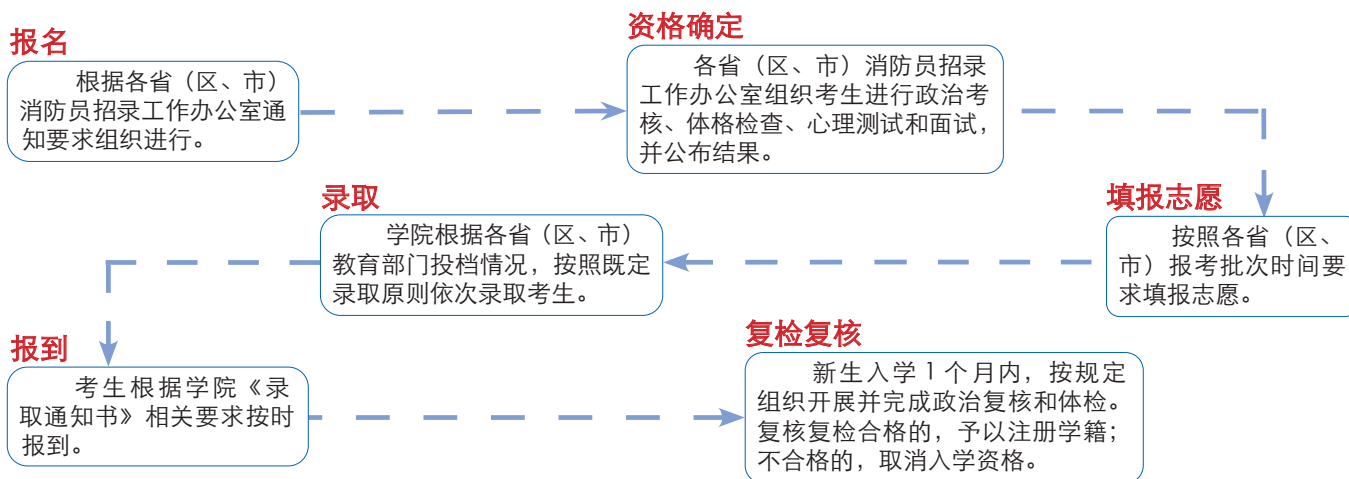 报名
根据各省（区、市）
消防员招录工作办公室通
知要求组织进行。
资格确定
各省（区、市）消防员招录
工作办公室组织考生进行政治考
核、体格检查、心理测试和面试，
并公布结果。
填报志愿
按照各省（区、
市）报考批次时间要
求填报志愿。
录取
学院根据各省（区、市）
教育部门投档情况，按照既定
录取原则依次录取考生。
报到
考生根据学院《录
取通知书》相关要求按时
报到。
复检复核
新生入学1个月内，按规定
组织开展并完成政治复核和体检。
复核复检合格的，予以注册学籍；
不合格的，取消入学资格。